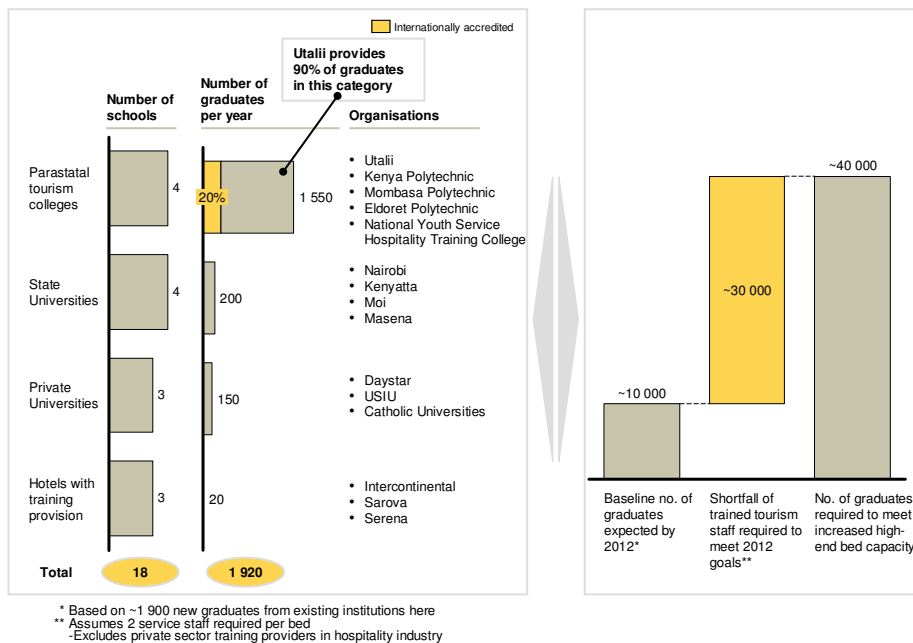 Internationally accredited
Utalii provides
90% of graduates
in this category
Number of
schools
Number of
graduates
per year
Organisations
Parastatal
tourism
colleges
4
20%
1 550
• Utalii
• Kenya Polytechnic
• Mombasa Polytechnic
• Eldoret Polytechnic
• National Youth Service
Hospitality Training College
State
Universities
4
200
• Nairobi
• Kenyatta
• Moi
• Masena
Private
Universities
3
150
• Daystar
• USIU
• Catholic Universities
Hotels with
training
provision
3
20
• Intercontinental
• Sarova
• Serena
Total
18
1 920
~10 000
~30 000
~40 000
Baseline no. of
graduates
expected by
2012*
Shortfall of
trained tourism
staff required to
meet 2012
goals**
No. of graduates
required to meet
increased high-
end bed capacity
* Based on ~1 900 new graduates from existing institutions here
** Assumes 2 service staff required per bed
-Excludes private sector training providers in hospitality industry